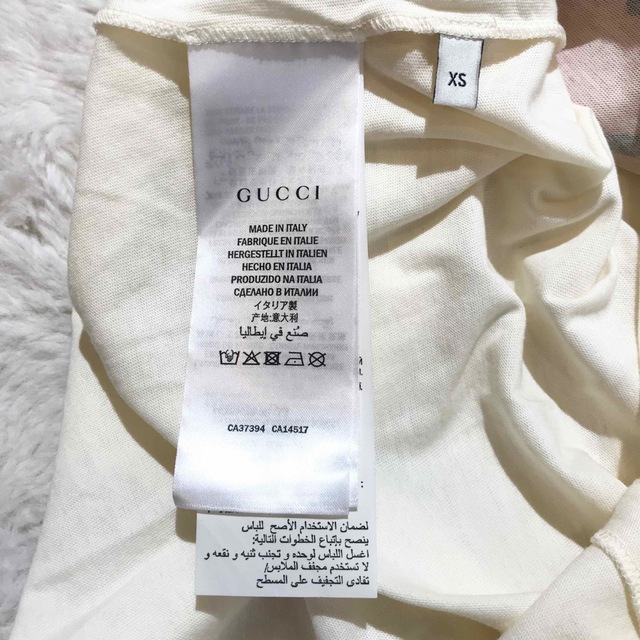 XS
GUCCI
MADE IN ITALY
FABRIQUE EN ITALIE
HERGESTELLT IN ITALIEN
HECHO EN ITALIA
PRODUZIDO NA ITALIA
СДЕЛАНО В ИТАЛИИ
イタリア製
产地:意大利
صُنع في إيطاليا
CA37394 CA14517
لضمان الاستخدام الأصح للباس
ينصح بإتباع الخطوات التالية:
اغسل اللباس لوحده و تجنب ثنيه و نقعه و
لا تستخدم مجفف الملابس/
تفادى التجفيف على المسطح